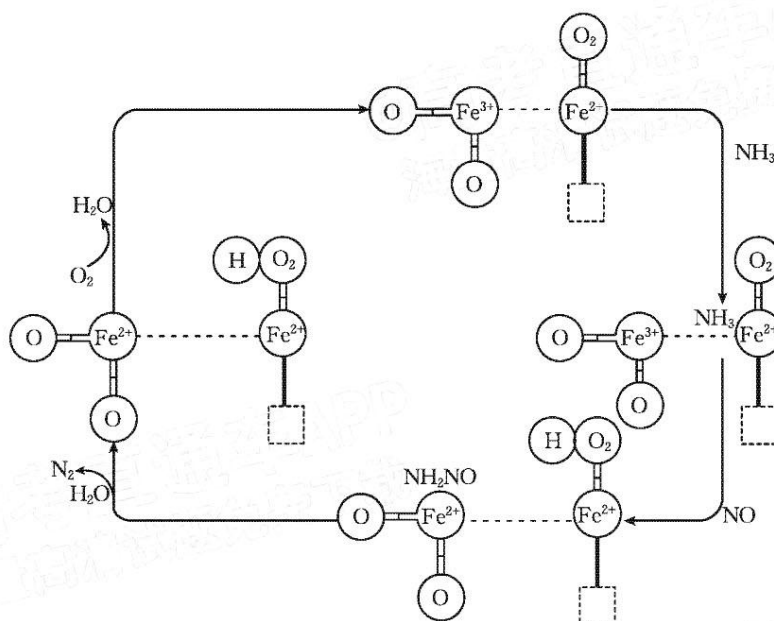 O₂
O Fe³⁺ Fe²⁻
O
NH₃
H₂O
O₂
H O₂
O Fe²⁺ Fe²⁺
O
O₂
NH₃
O Fe³⁺ Fe²⁺
O
H O₂
N₂
H₂O
NH₂NO
O Fe²⁺ Fe²⁺
NO
O